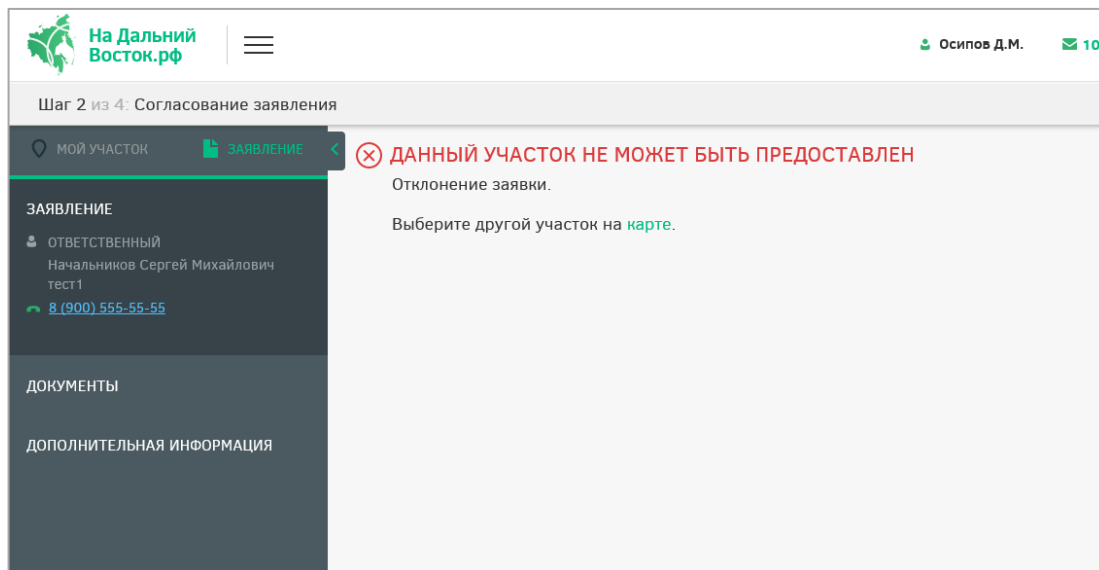 На Дальний
Восток.рф
Осипов Д.М.
10
Шаг 2 из 4: Согласование заявления
МОЙ УЧАСТОК
ЗАЯВЛЕНИЕ
ДАННЫЙ УЧАСТОК НЕ МОЖЕТ БЫТЬ ПРЕДОСТАВЛЕН
Отклонение заявки.
Выберите другой участок на карте.
ЗАЯВЛЕНИЕ
ОТВЕТСТВЕННЫЙ
Начальников Сергей Михайлович
тест1
8 (900) 555-55-55
ДОКУМЕНТЫ
ДОПОЛНИТЕЛЬНАЯ ИНФОРМАЦИЯ